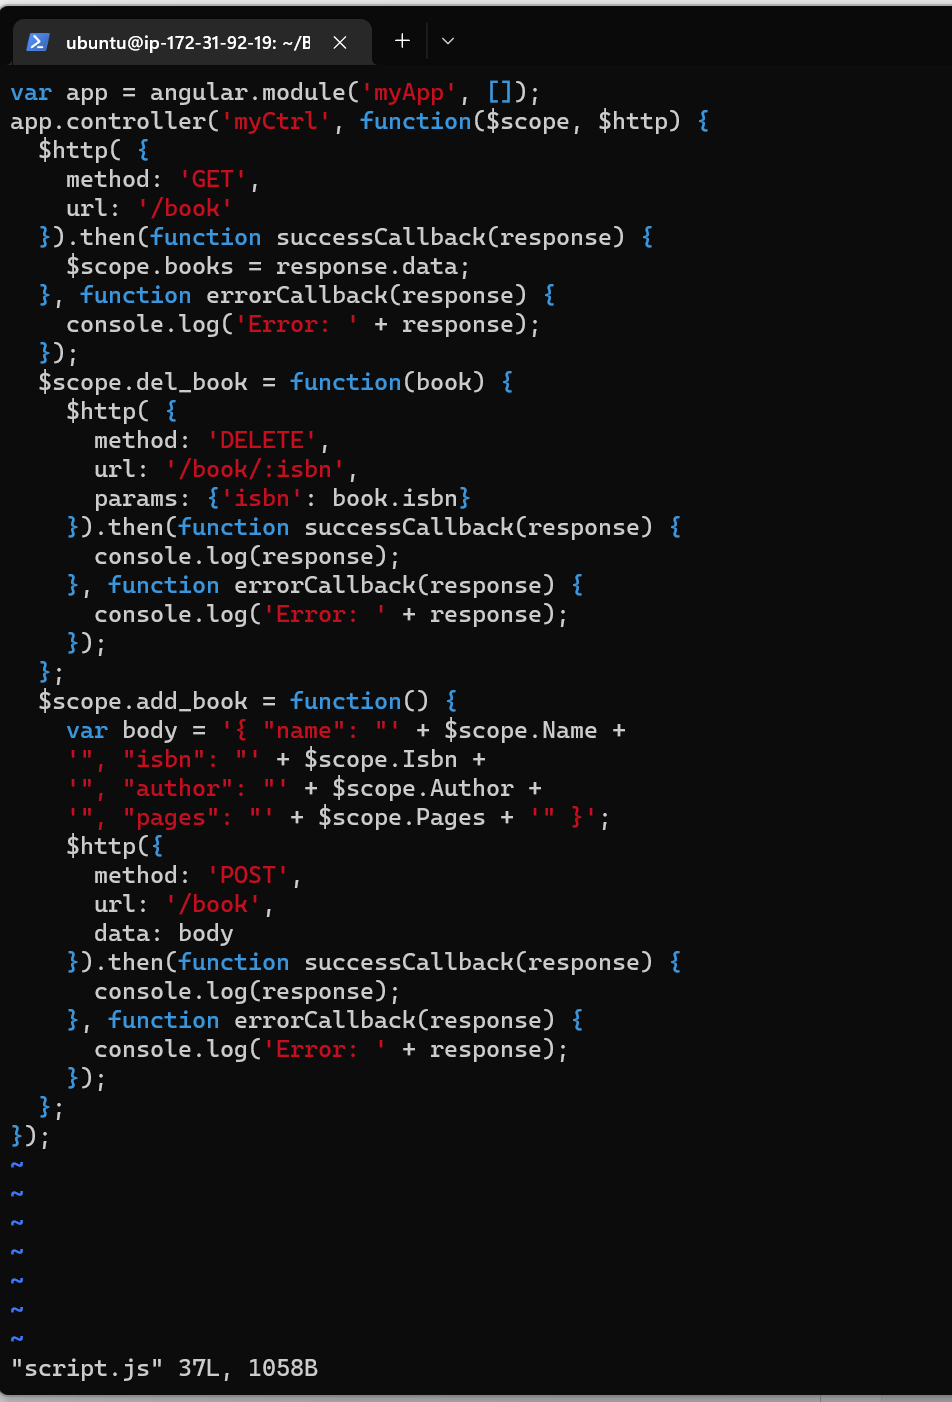 ubuntu@ip-172-31-92-19: ~/B
var app = angular.module('myApp', []);
app.controller('myCtrl', function($scope, $http) {
  $http( {
    method: 'GET',
    url: '/book'
  }).then(function successCallback(response) {
    $scope.books = response.data;
  }, function errorCallback(response) {
    console.log('Error: ' + response);
  });
  $scope.del_book = function(book) {
    $http( {
      method: 'DELETE',
      url: '/book/:isbn',
      params: {'isbn': book.isbn}
    }).then(function successCallback(response) {
      console.log(response);
    }, function errorCallback(response) {
      console.log('Error: ' + response);
    });
  };
  $scope.add_book = function() {
    var body = '{ "name": "' + $scope.Name +
    '", "isbn": "' + $scope.Isbn +
    '", "author": "' + $scope.Author +
    '", "pages": "' + $scope.Pages + '" }';
    $http({
      method: 'POST',
      url: '/book',
      data: body
    }).then(function successCallback(response) {
      console.log(response);
    }, function errorCallback(response) {
      console.log('Error: ' + response);
    });
  };
});
~
~
~
~
~
~
~
"script.js" 37L, 1058B